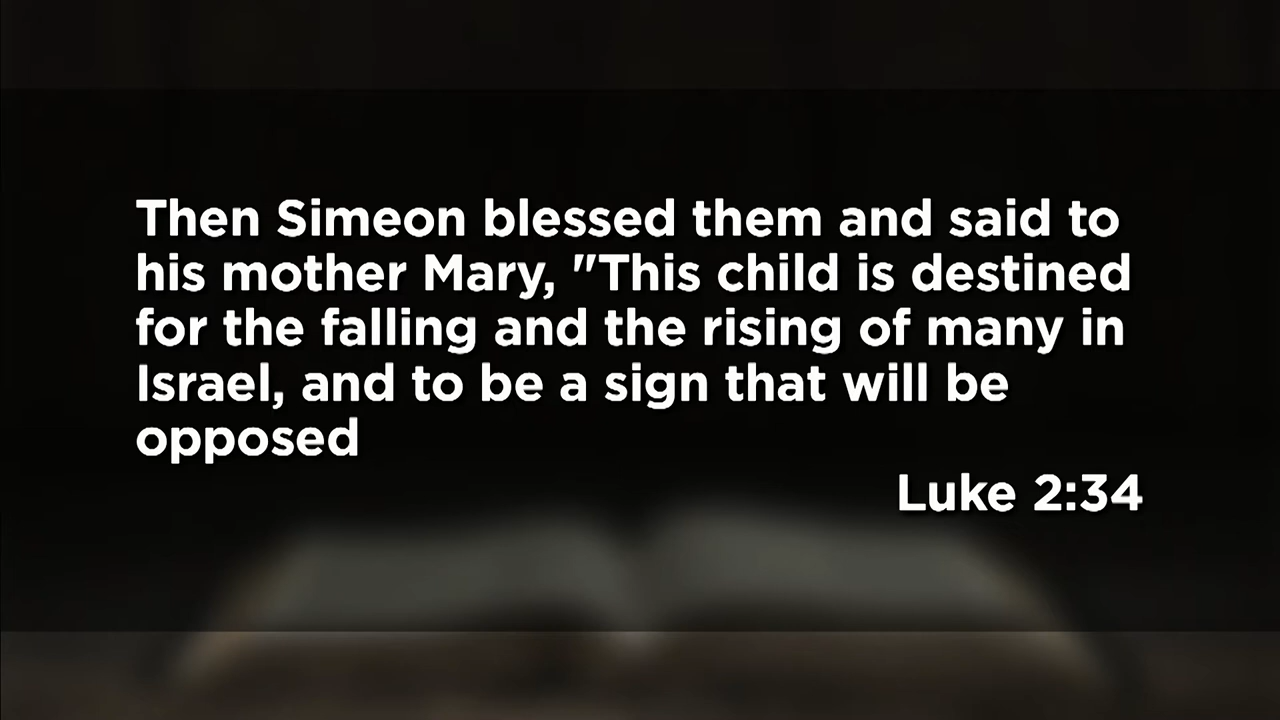 Then Simeon blessed them and said to
his mother Mary, "This child is destined
for the falling and the rising of many in
Israel, and to be a sign that will be
opposed
Luke 2:34